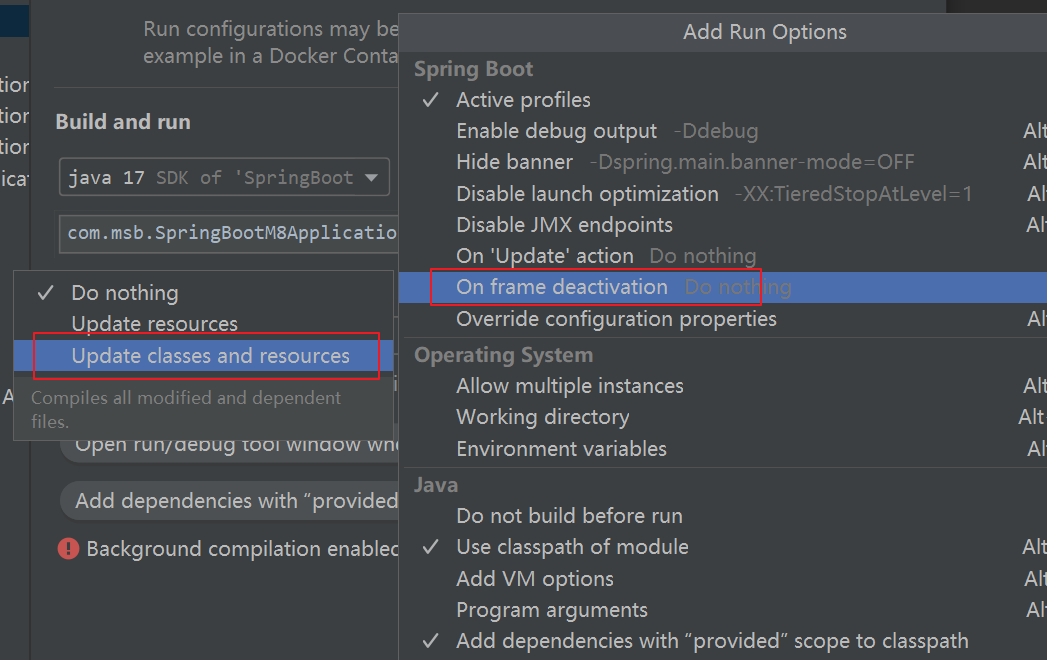 Run configurations may be
example in a Docker Conta
Build and run
java 17 SDK of 'SpringBoot
com.msb.SpringBootM8Applicatio
Do nothing
Update resources
Update classes and resources
Compiles all modified and dependent
files.
Open run/debug tool window whe
Add dependencies with “provided
Background compilation enabled
tion
tion
tion
icat
A
Add Run Options
Spring Boot
Active profiles
Enable debug output -Ddebug Alt
Hide banner -Dspring.main.banner-mode=OFF Alt
Disable launch optimization -XX:TieredStopAtLevel=1 Al
Disable JMX endpoints Al
On 'Update' action Do nothing
On frame deactivation Do nothing
Override configuration properties Al
Operating System
Allow multiple instances Alt
Working directory Alt
Environment variables Al
Java
Do not build before run
Use classpath of module Alt
Add VM options Alt
Program arguments Al
Add dependencies with “provided” scope to classpath